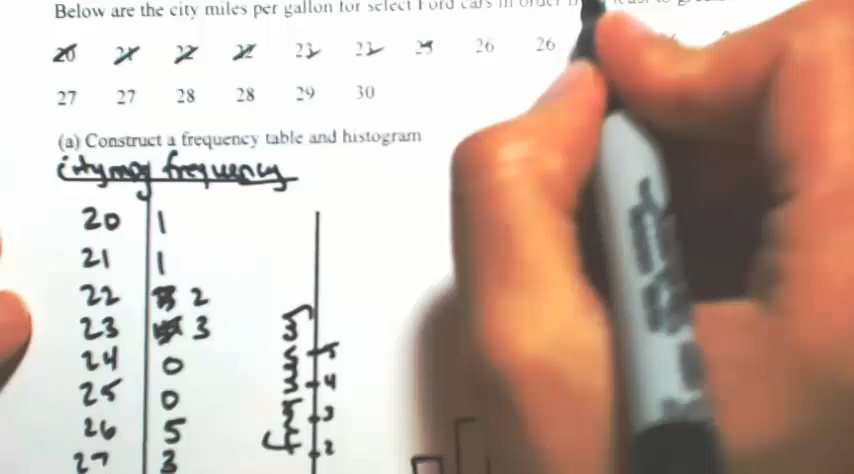 Below are the city miles per gallon for select Ford cars in order
20 21 22 22 23 23 23 26 26
27 27 28 28 29 30
(a) Construct a frequency table and histogram
city mpg frequency
20 1
21 1
22 2
23 3
24 0
25 0
26 5
27 3
frequency
5
4
3
2